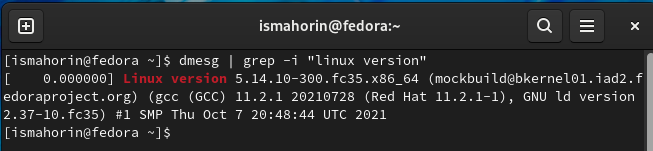 ismahorin@fedora:~
[ismahorin@fedora ~]$ dmesg | grep -i "linux version"
[    0.000000] Linux version 5.14.10-300.fc35.x86_64 (mockbuild@bkernel01.iad2.f
edoraproject.org) (gcc (GCC) 11.2.1 20210728 (Red Hat 11.2.1-1), GNU ld version
2.37-10.fc35) #1 SMP Thu Oct 7 20:48:44 UTC 2021
[ismahorin@fedora ~]$